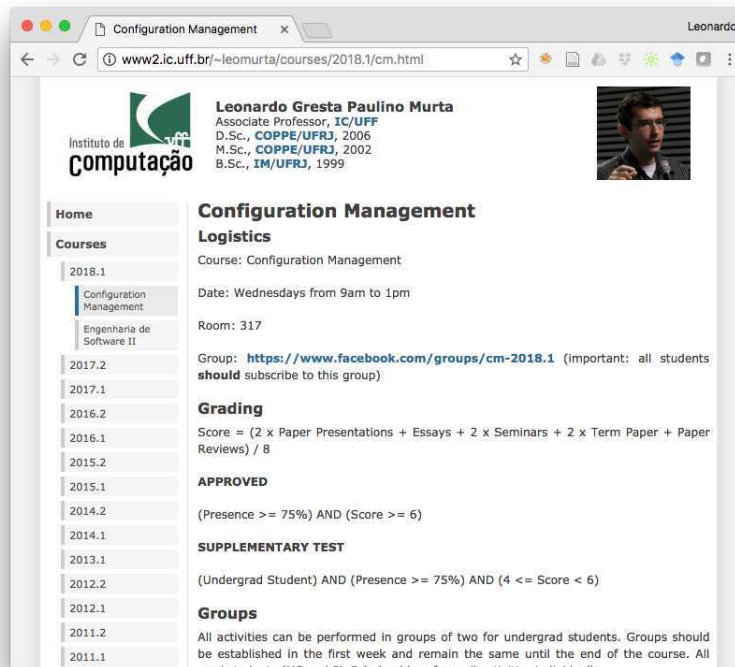 Configuration Management
Leonardo
www2.ic.uff.br/~leomurta/courses/2018.1/cm.html
Instituto de
computação
uff
Leonardo Gresta Paulino Murta
Associate Professor, IC/UFF
D.Sc., COPPE/UFRJ, 2006
M.Sc., COPPE/UFRJ, 2002
B.Sc., IM/UFRJ, 1999
Home
Courses
2018.1
Configuration
Management
Engenharia de
Software II
2017.2
2017.1
2016.2
2016.1
2015.2
2015.1
2014.2
2014.1
2013.1
2012.2
2012.1
2011.2
2011.1
Configuration Management
Logistics
Course: Configuration Management
Date: Wednesdays from 9am to 1pm
Room: 317
Group: https://www.facebook.com/groups/cm-2018.1 (important: all students
should subscribe to this group)
Grading
Score = (2 x Paper Presentations + Essays + 2 x Seminars + 2 x Term Paper + Paper
Reviews) / 8
APPROVED
(Presence >= 75%) AND (Score >= 6)
SUPPLEMENTARY TEST
(Undergrad Student) AND (Presence >= 75%) AND (4 <= Score < 6)
Groups
All activities can be performed in groups of two for undergrad students. Groups should
be established in the first week and remain the same until the end of the course. All